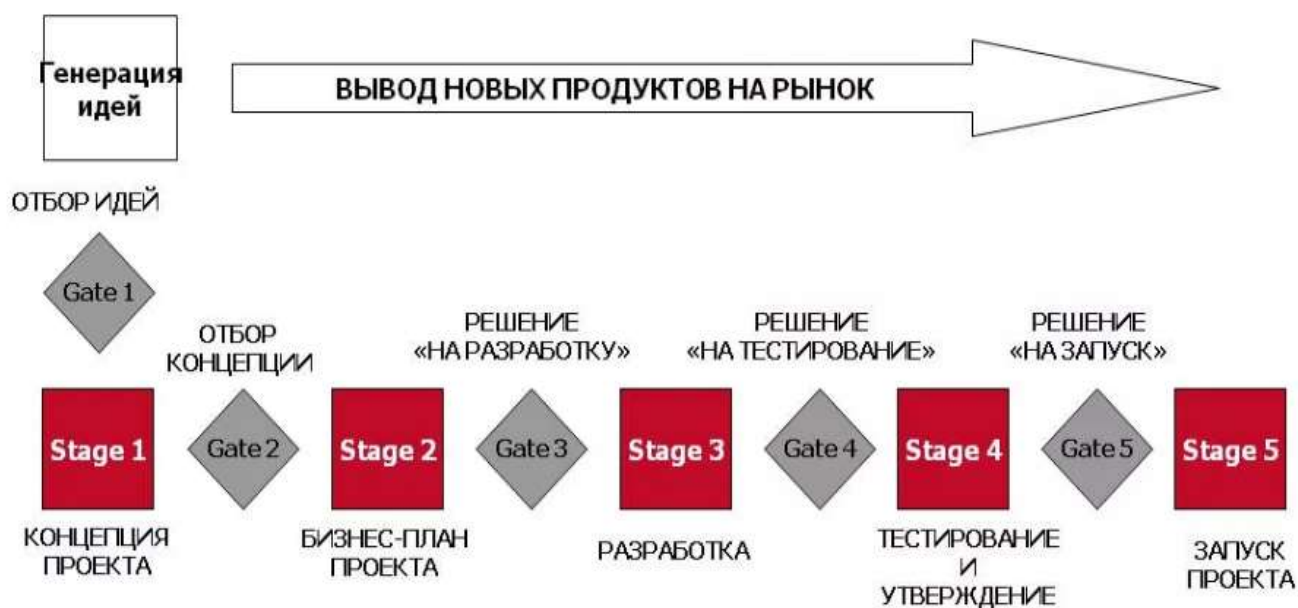 Генерация
идей
ВЫВОД НОВЫХ ПРОДУКТОВ НА РЫНОК
ОТБОР ИДЕЙ
Gate 1
ОТБОР
КОНЦЕПЦИИ
РЕШЕНИЕ
«НА РАЗРАБОТКУ»
РЕШЕНИЕ
«НА ТЕСТИРОВАНИЕ»
РЕШЕНИЕ
«НА ЗАПУСК»
Stage 1
Gate 2
Stage 2
Gate 3
Stage 3
Gate 4
Stage 4
Gate 5
Stage 5
КОНЦЕПЦИЯ
ПРОЕКТА
БИЗНЕС-ПЛАН
ПРОЕКТА
РАЗРАБОТКА
ТЕСТИРОВАНИЕ
И
УТВЕРЖДЕНИЕ
ЗАПУСК
ПРОЕКТА